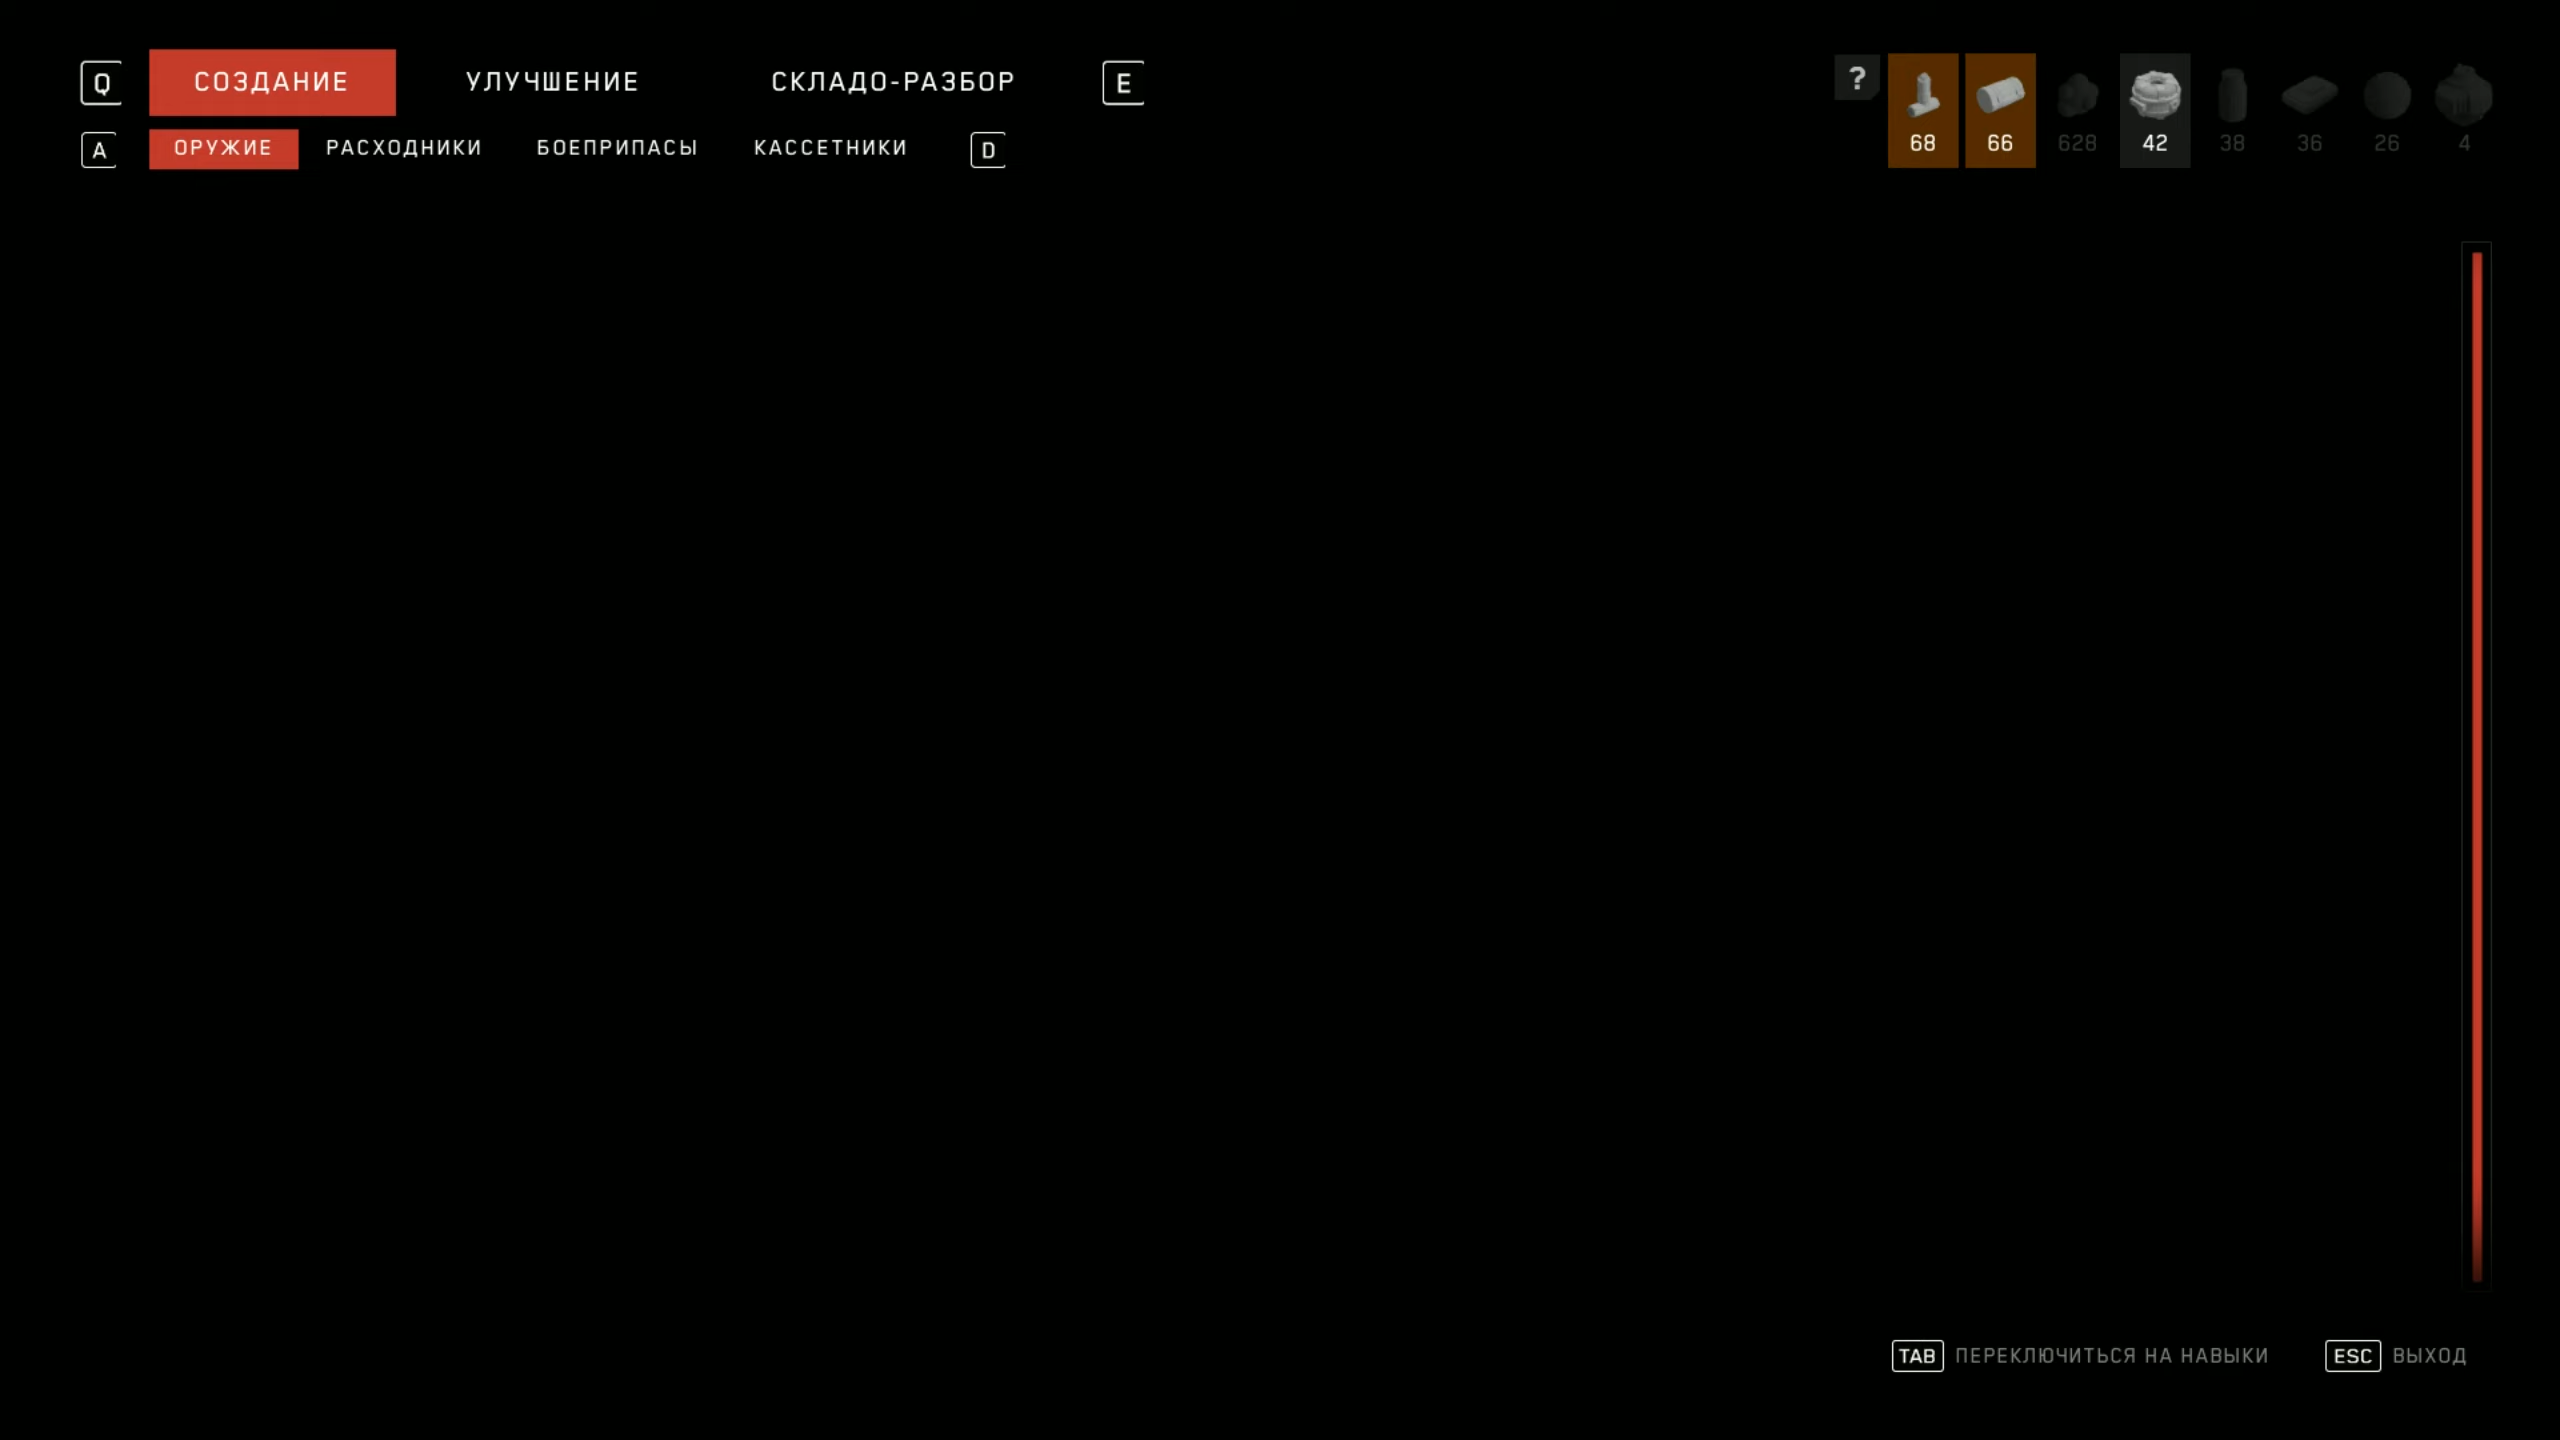 Q СОЗДАНИЕ УЛУЧШЕНИЕ СКЛАДО-РАЗБОР E
A ОРУЖИЕ РАСХОДНИКИ БОЕПРИПАСЫ КАССЕТНИКИ D
?
68 66 628 42 38 36 26 4
TAB ПЕРЕКЛЮЧИТЬСЯ НА НАВЫКИ ESC ВЫХОД